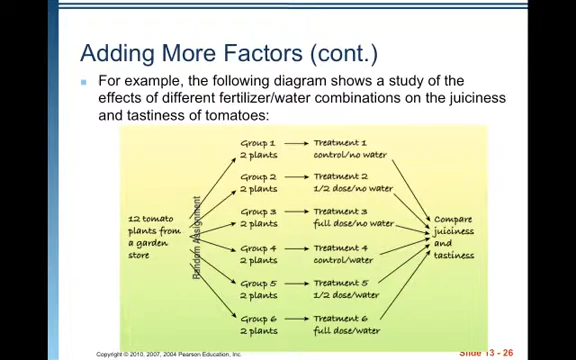 Adding More Factors (cont.)
For example, the following diagram shows a study of the
effects of different fertilizer/water combinations on the juiciness
and tastiness of tomatoes:
12 tomato
plants from
a garden
store
Random Assignment
Group 1
2 plants
Treatment 1
control/no water
Group 2
2 plants
Treatment 2
1/2 dose/no water
Group 3
2 plants
Treatment 3
full dose/no water
Group 4
2 plants
Treatment 4
control/water
Group 5
2 plants
Treatment 5
1/2 dose/water
Group 6
2 plants
Treatment 6
full dose/water
Compare
juiciness
and
tastiness
Copyright © 2010, 2007, 2004 Pearson Education, Inc.
Slide 13 - 26